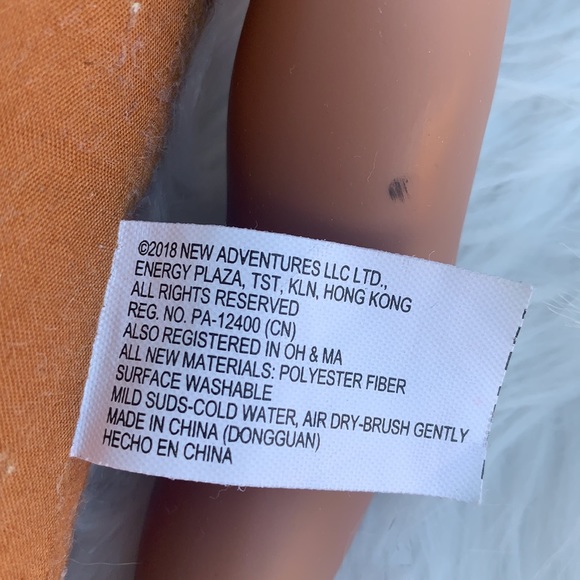 ©2018 NEW ADVENTURES LLC LTD.,
ENERGY PLAZA, TST, KLN, HONG KONG
ALL RIGHTS RESERVED
REG. NO. PA-12400 (CN)
ALSO REGISTERED IN OH & MA
ALL NEW MATERIALS: POLYESTER FIBER
SURFACE WASHABLE
MILD SUDS-COLD WATER, AIR DRY-BRUSH GENTLY
MADE IN CHINA (DONGGUAN)
HECHO EN CHINA